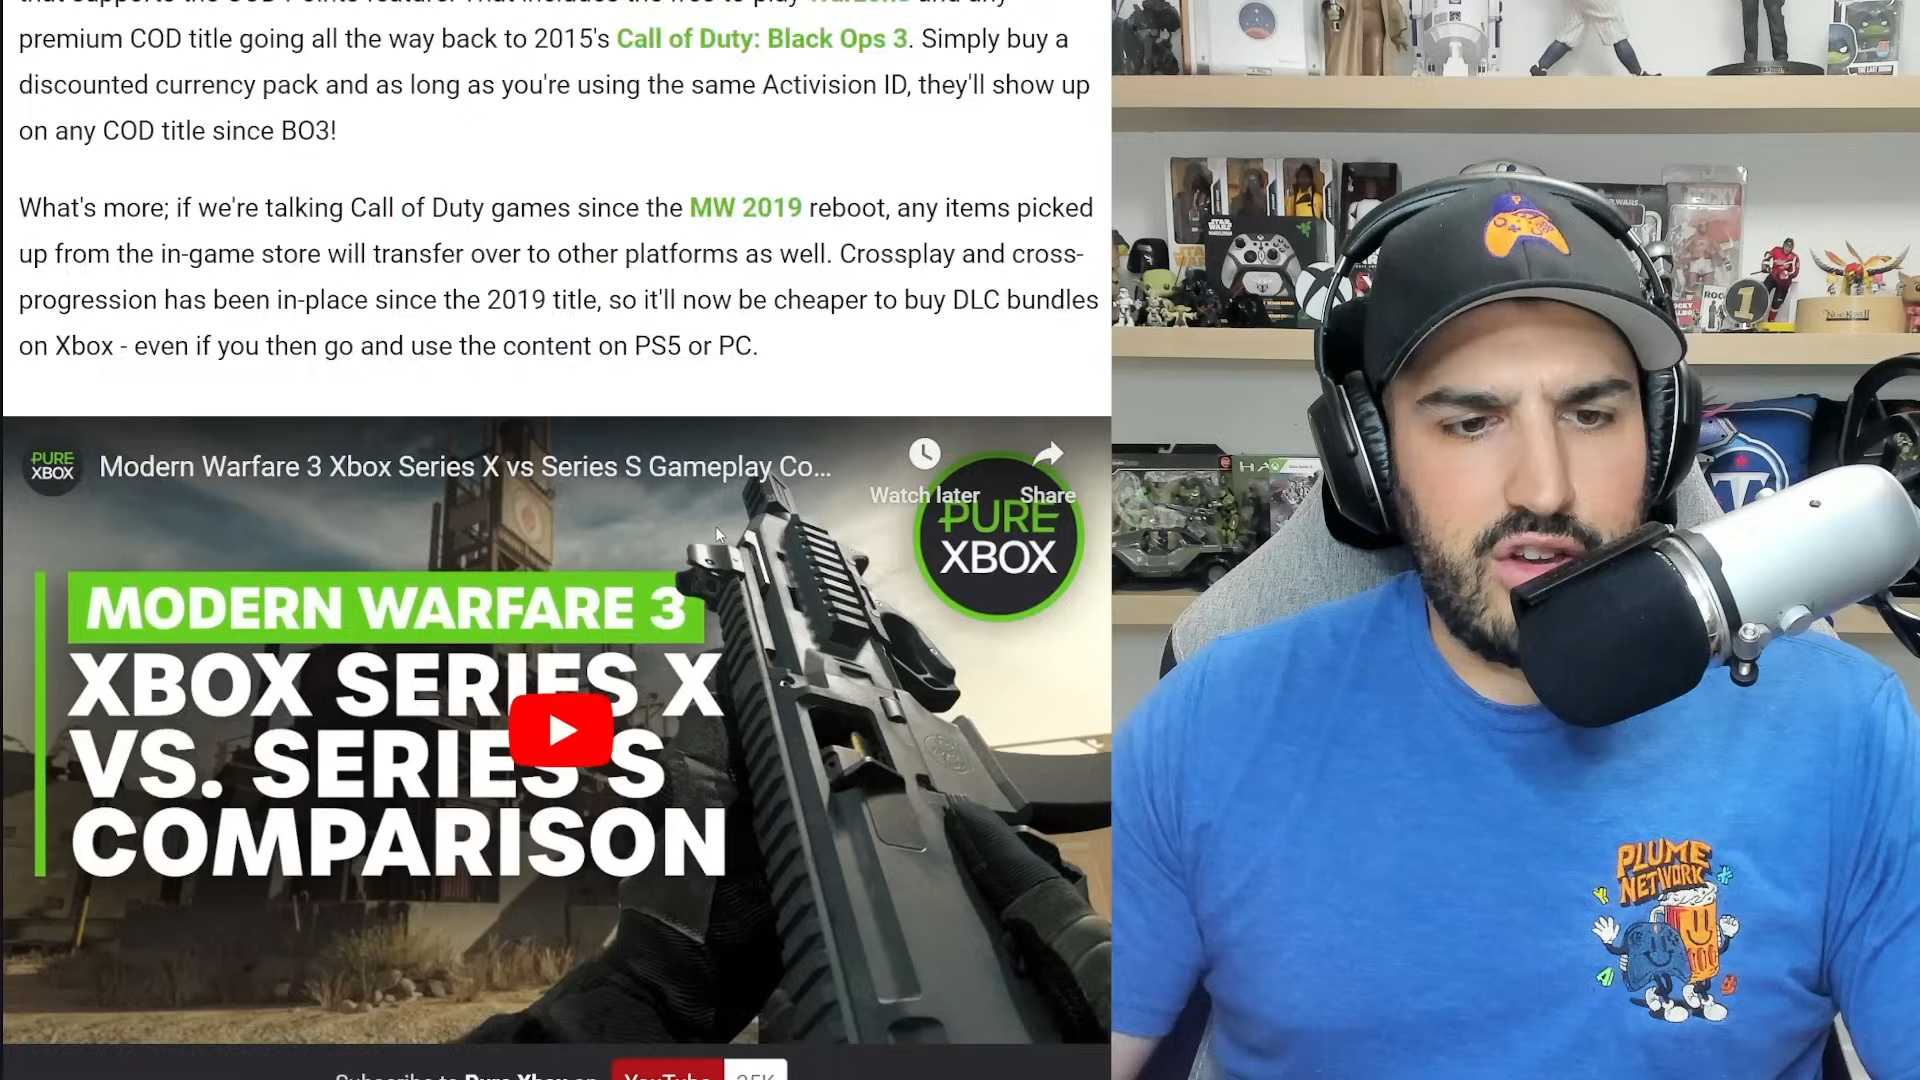 premium COD title going all the way back to 2015's Call of Duty: Black Ops 3. Simply buy a
discounted currency pack and as long as you're using the same Activision ID, they'll show up
on any COD title since BO3!
What's more; if we're talking Call of Duty games since the MW 2019 reboot, any items picked
up from the in-game store will transfer over to other platforms as well. Crossplay and cross-
progression has been in-place since the 2019 title, so it'll now be cheaper to buy DLC bundles
on Xbox - even if you then go and use the content on PS5 or PC.
PURE
XBOX
Modern Warfare 3 Xbox Series X vs Series S Gameplay Co...
Watch later
Share
PURE
XBOX
MODERN WARFARE 3
XBOX SERIES X
VS. SERIES S
COMPARISON
PLUME
NETWORK